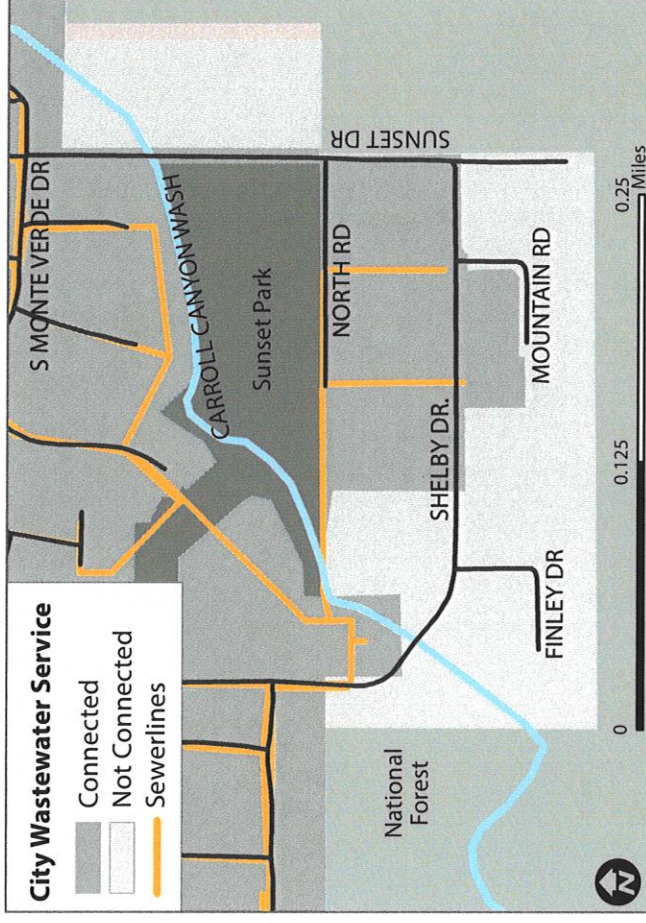 City Wastewater Service
Connected
Not Connected
Sewerlines
S MONTE VERDE DR
CARROLL CANYON WASH
Sunset Park
SUNSET DR
NORTH RD
SHELBY DR.
MOUNTAIN RD
FINLEY DR
National
Forest
N
0
0.125
0.25
Miles